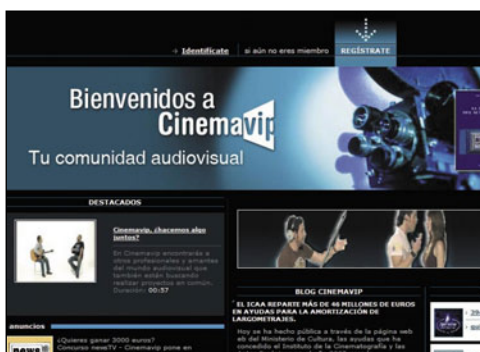 Identifícate si aún no eres miembro REGÍSTRATE
Bienvenidos a
Cinemavip
Tu comunidad audiovisual
DESTACADOS
Cinemavip, ¿hacemos algo
juntos?
En Cinemavip encontrarás a
otros profesionales y amantes
del mundo audiovisual que
también están buscando
realizar proyectos en común.
Duración: 00:57
BLOG CINEMAVIP
EL ICAA REPARTE MÁS DE 46 MILLONES DE EUROS
EN AYUDAS PARA LA AMORTIZACIÓN DE
LARGOMETRAJES.
Hoy se ha hecho pública a través de la página web
eb del Ministerio de Cultura, las ayudas que ha
concedido el Instituto de la Cinematografía y las
anuncios
¿Quieres ganar 3000 euros?
Concurso newsTV - Cinemavip pone en
news